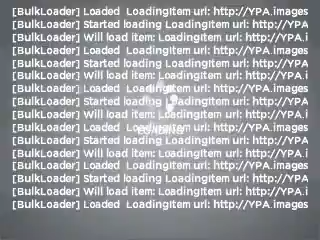 [BulkLoader] Loaded LoadingItem url: http://YPA.images
[BulkLoader] Started loading LoadingItem url: http://YPA
[BulkLoader] Will load item: LoadingItem url: http://YPA.i
[BulkLoader] Loaded LoadingItem url: http://YPA.images
[BulkLoader] Started loading LoadingItem url: http://YPA
[BulkLoader] Will load item: LoadingItem url: http://YPA.i
[BulkLoader] Loaded LoadingItem url: http://YPA.images
[BulkLoader] Started loading LoadingItem url: http://YPA
[BulkLoader] Will load item: LoadingItem url: http://YPA.i
[BulkLoader] Loaded LoadingItem url: http://YPA.images
LOADING
[BulkLoader] Started loading LoadingItem url: http://YPA
[BulkLoader] Will load item: LoadingItem url: http://YPA.i
[BulkLoader] Loaded LoadingItem url: http://YPA.images
[BulkLoader] Started loading LoadingItem url: http://YPA
[BulkLoader] Will load item: LoadingItem url: http://YPA.i
[BulkLoader] Loaded LoadingItem url: http://YPA.images